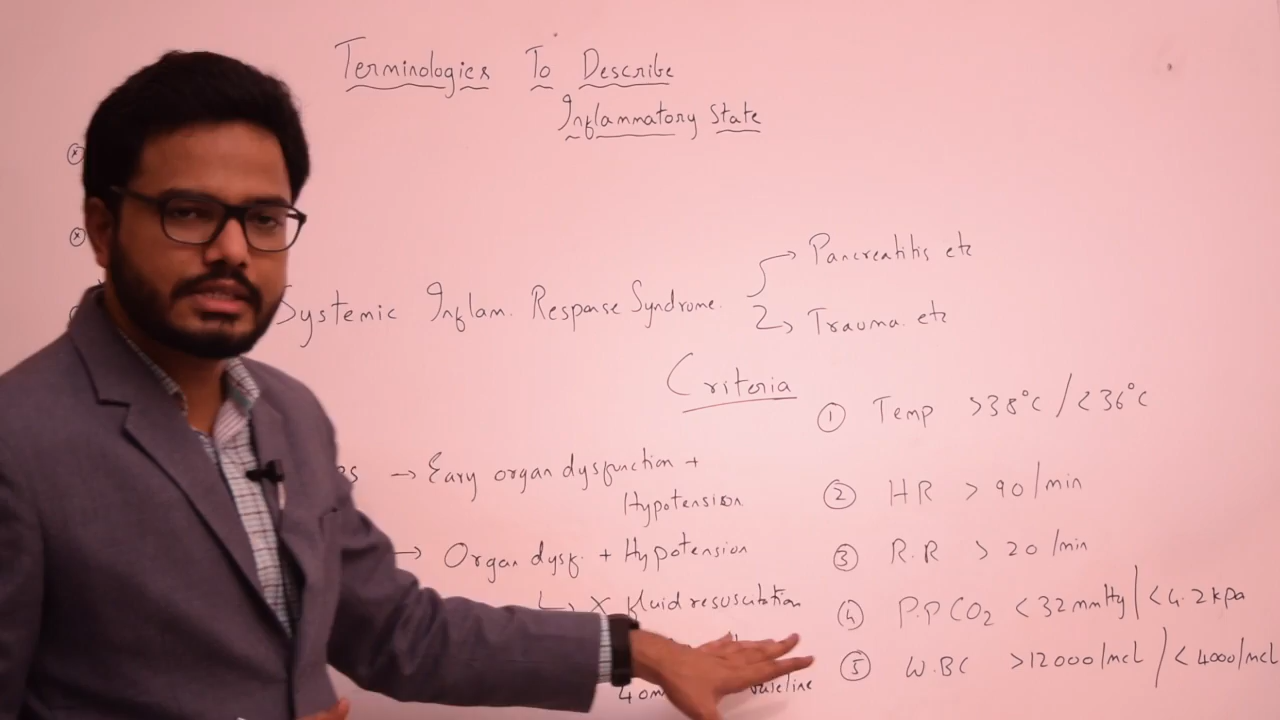 Terminologies To Describe
Inflammatory State
Systemic Inflam. Response Syndrome.
Pancreatitis etc
Trauma. etc
Criteria
① Temp >38°C / <36°C
② HR > 90/min
③ R.R > 20/min
④ P.P CO₂ < 32 mmHg | < 4.2 kpa
⑤ W.BC >12000/mcl / < 4000/mcl
→ Eary organ dysfunction +
Hypotension
→ Organ dysf. + Hypotension
↳ X fluid resuscitation
baseline